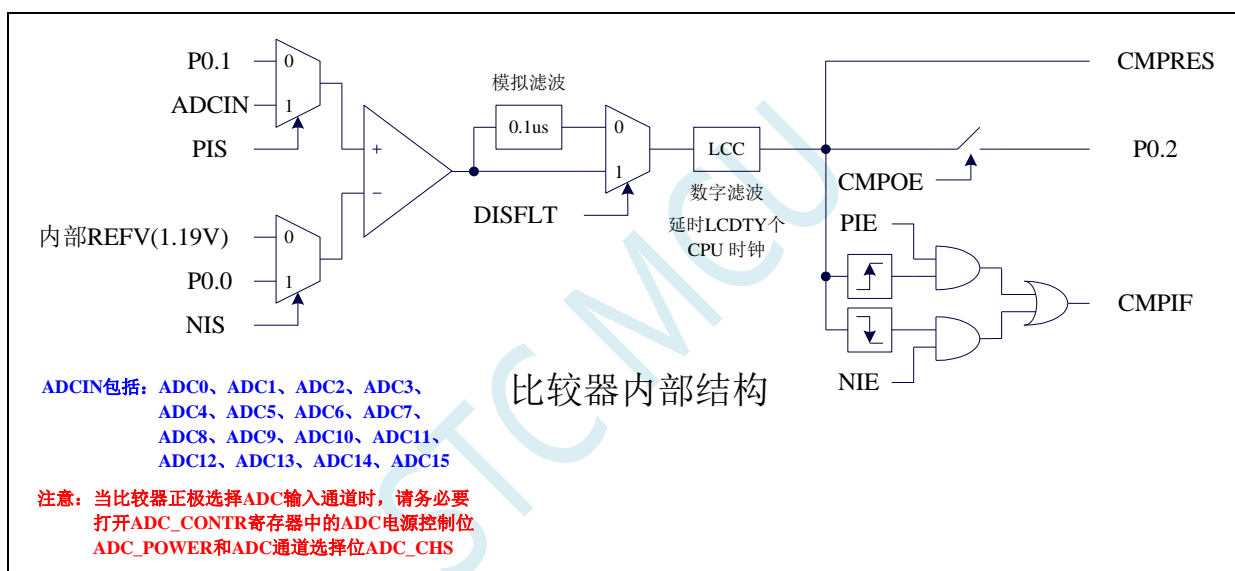 P0.1
0
ADCIN
1
PIS
+
−
内部REFV(1.19V)
0
P0.0
1
NIS
模拟滤波
0.1us
0
1
DISFLT
LCC
数字滤波
延时LCDTY个
CPU 时钟
CMPRES
P0.2
CMPOE
PIE
CMPIF
NIE
比较器内部结构
ADCIN包括：ADC0、ADC1、ADC2、ADC3、
ADC4、ADC5、ADC6、ADC7、
ADC8、ADC9、ADC10、ADC11、
ADC12、ADC13、ADC14、ADC15
注意：当比较器正极选择ADC输入通道时，请务必要
打开ADC_CONTR寄存器中的ADC电源控制位
ADC_POWER和ADC通道选择位ADC_CHS
STC MCU